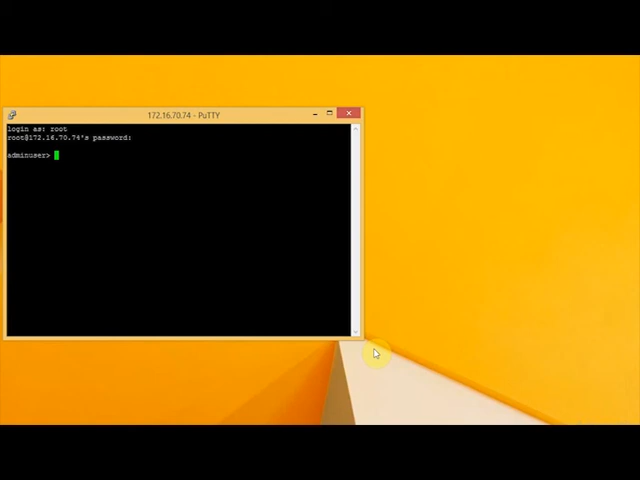 172.16.70.74 - PuTTY
login as: root
root@172.16.70.74's password:
adminuser>